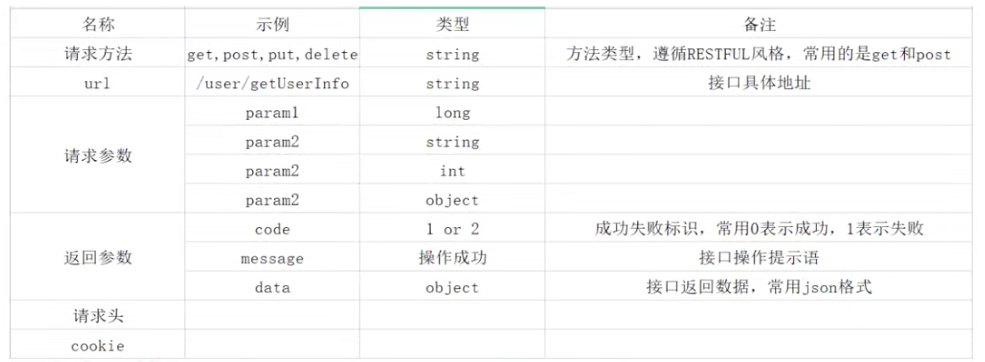 名称 示例 类型 备注
请求方法 get,post,put,delete string 方法类型，遵循RESTFUL风格，常用的是get和post
url /user/getUserInfo string 接口具体地址
请求参数 param1 long
param2 string
param2 int
param2 object
返回参数 code 1 or 2 成功失败标识，常用0表示成功，1表示失败
message 操作成功 接口操作提示语
data object 接口返回数据，常用json格式
请求头
cookie